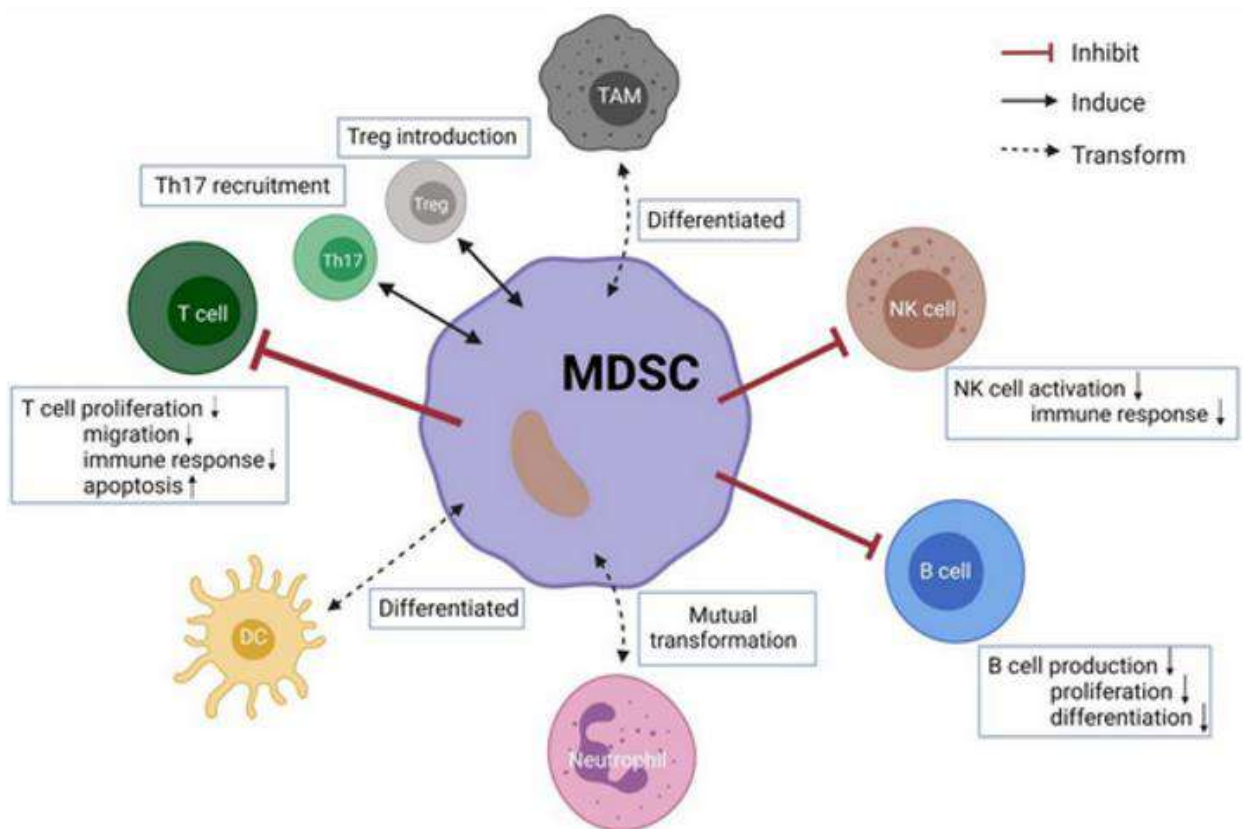 TAM
Inhibit
Induce
Transform
Treg introduction
Th17 recruitment
Treg
Differentiated
Th17
T cell
NK cell
MDSC
T cell proliferation ↓
migration ↓
immune response ↓
apoptosis ↑
NK cell activation ↓
immune response ↓
B cell
Differentiated
Mutual
transformation
DC
B cell production ↓
proliferation ↓
differentiation ↓
Neutrophil